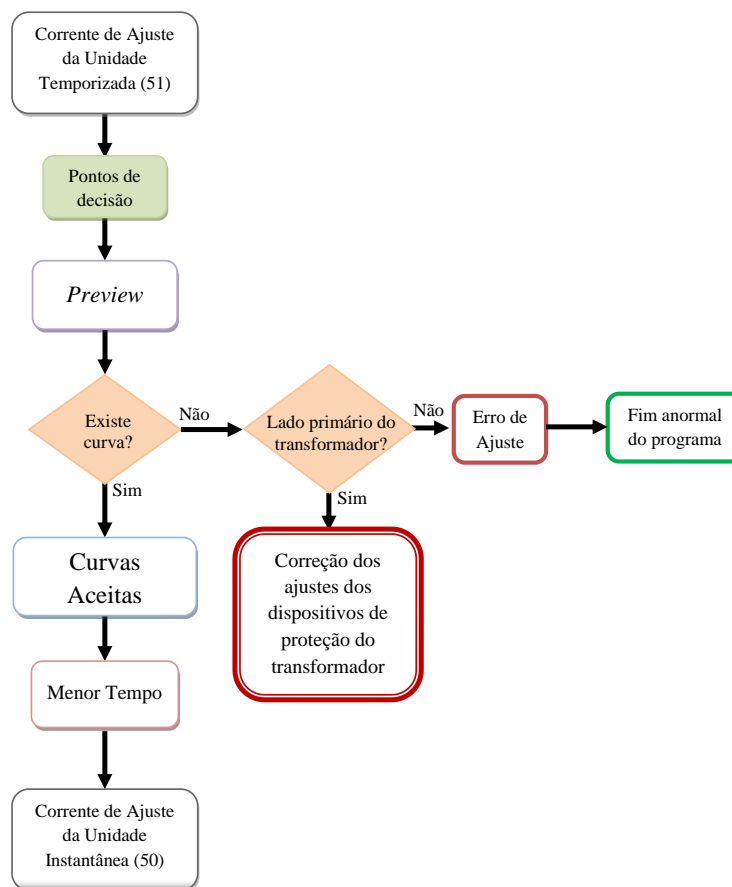 Corrente de Ajuste
da Unidade
Temporizada (51)
Pontos de
decisão
Preview
Existe
curva?
Não
Lado primário do
transformador?
Não
Erro de
Ajuste
Fim anormal
do programa
Sim
Sim
Curvas
Aceitas
Correção dos
ajustes dos
dispositivos de
proteção do
transformador
Menor Tempo
Corrente de Ajuste
da Unidade
Instantânea (50)